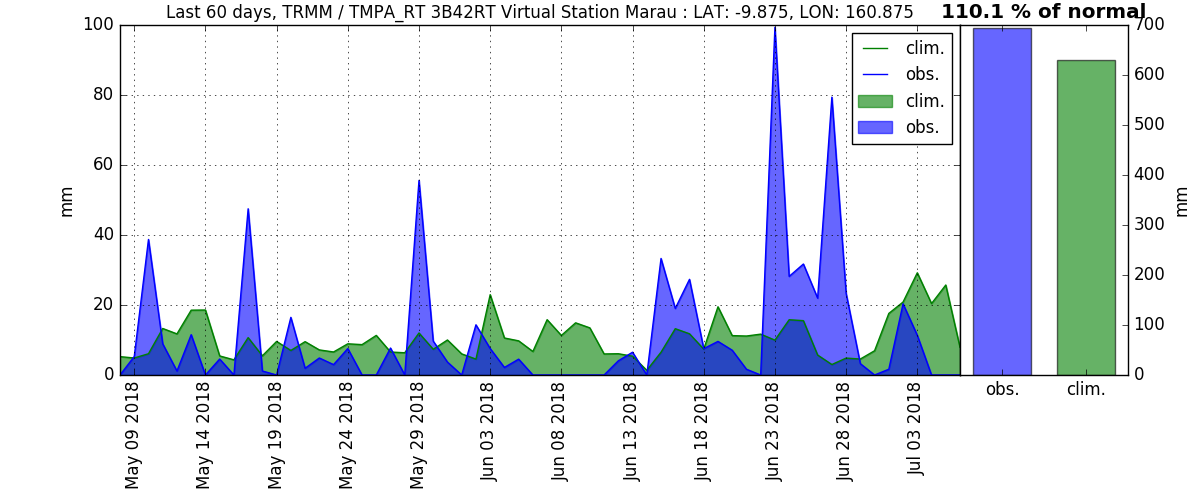 Last 60 days, TRMM / TMPA_RT 3B42RT Virtual Station Marau : LAT: -9.875, LON: 160.875
110.1 % of normal
100
80
60
40
20
0
mm
clim.
obs.
clim.
obs.
May 09 2018
May 14 2018
May 19 2018
May 24 2018
May 29 2018
Jun 03 2018
Jun 08 2018
Jun 13 2018
Jun 18 2018
Jun 23 2018
Jun 28 2018
Jul 03 2018
700
600
500
400
300
200
100
0
mm
obs.
clim.